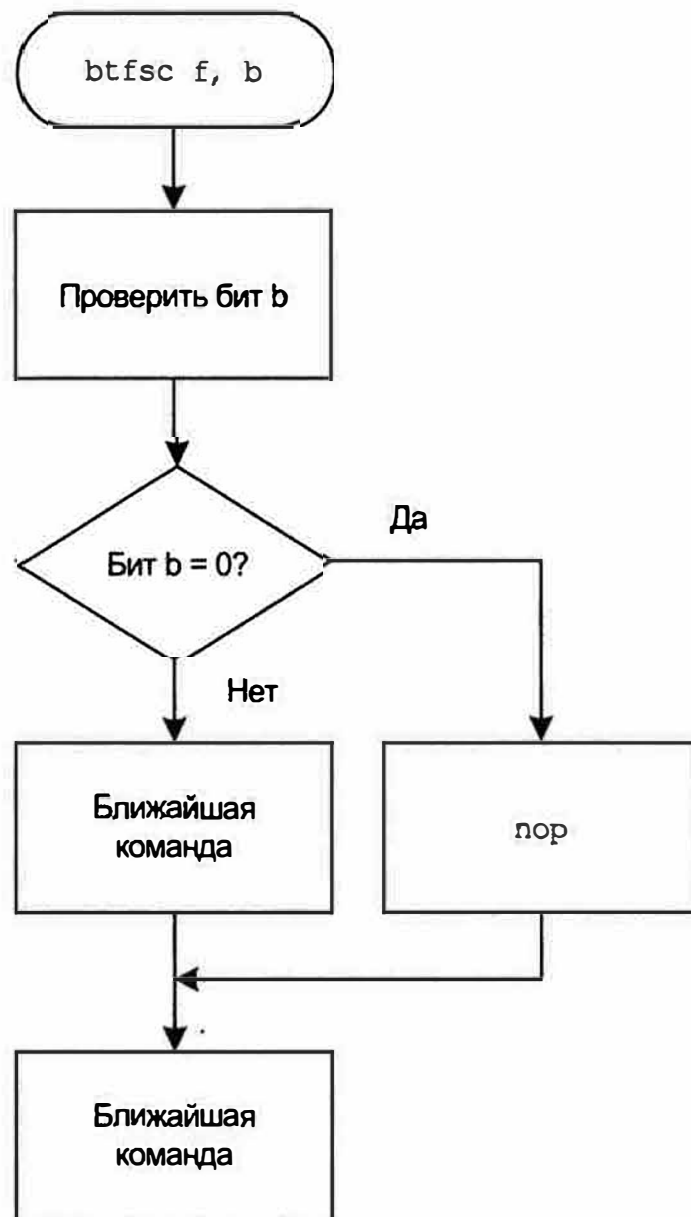 btfsc f, b
Проверить бит b
Бит b = 0?
Да
Нет
Ближайшая
команда
nop
Ближайшая
команда